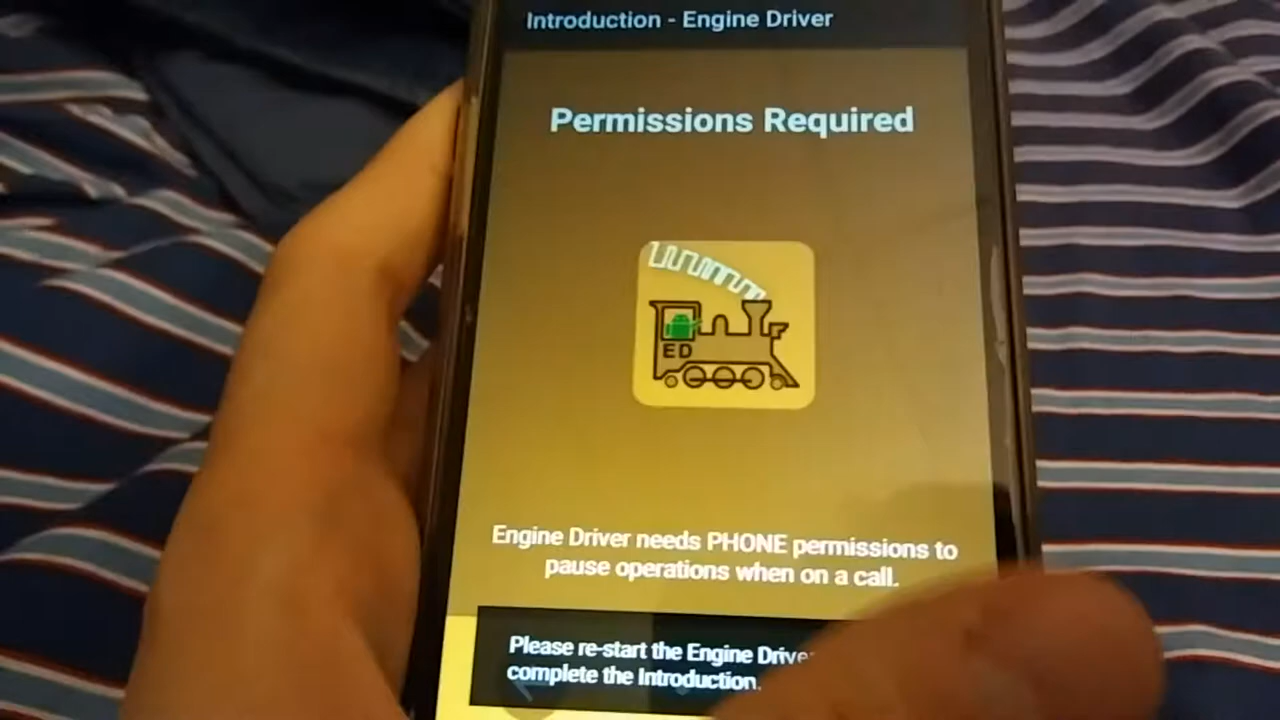 Introduction - Engine Driver
Permissions Required
ED
Engine Driver needs PHONE permissions to
pause operations when on a call.
Please re-start the Engine Driver
complete the Introduction.